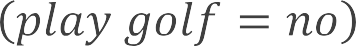 (play golf = no)